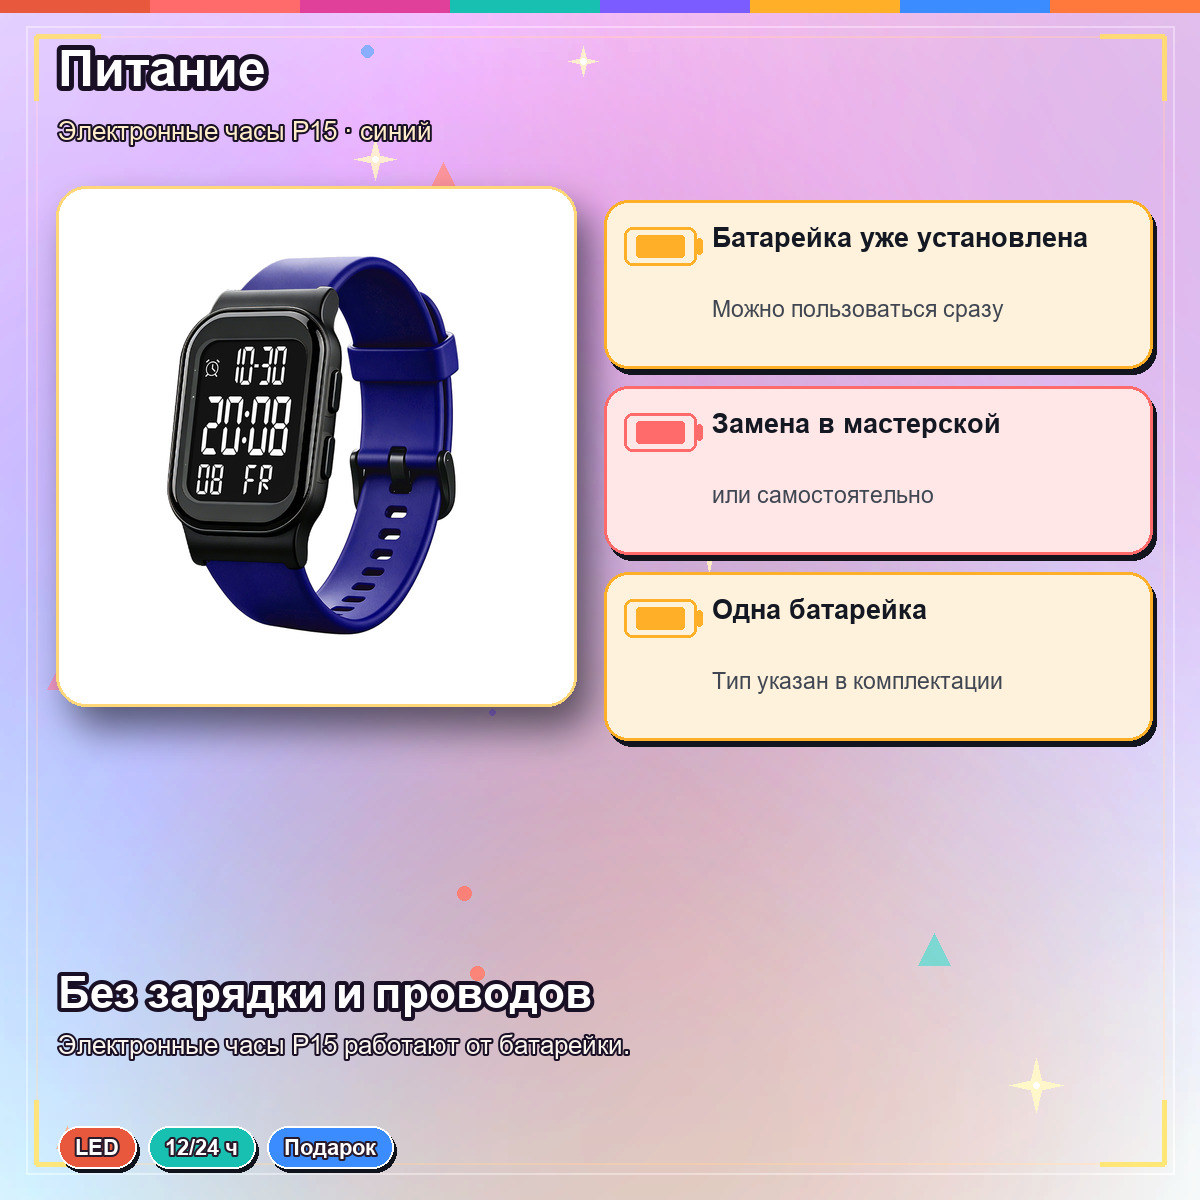 Питание
Электронные часы P15 · синий
10:30
20:08
08 FR
Батарейка уже установлена
Можно пользоваться сразу
Замена в мастерской
или самостоятельно
Одна батарейка
Тип указан в комплектации
Без зарядки и проводов
Электронные часы P15 работают от батарейки.
LED
12/24 ч
Подарок